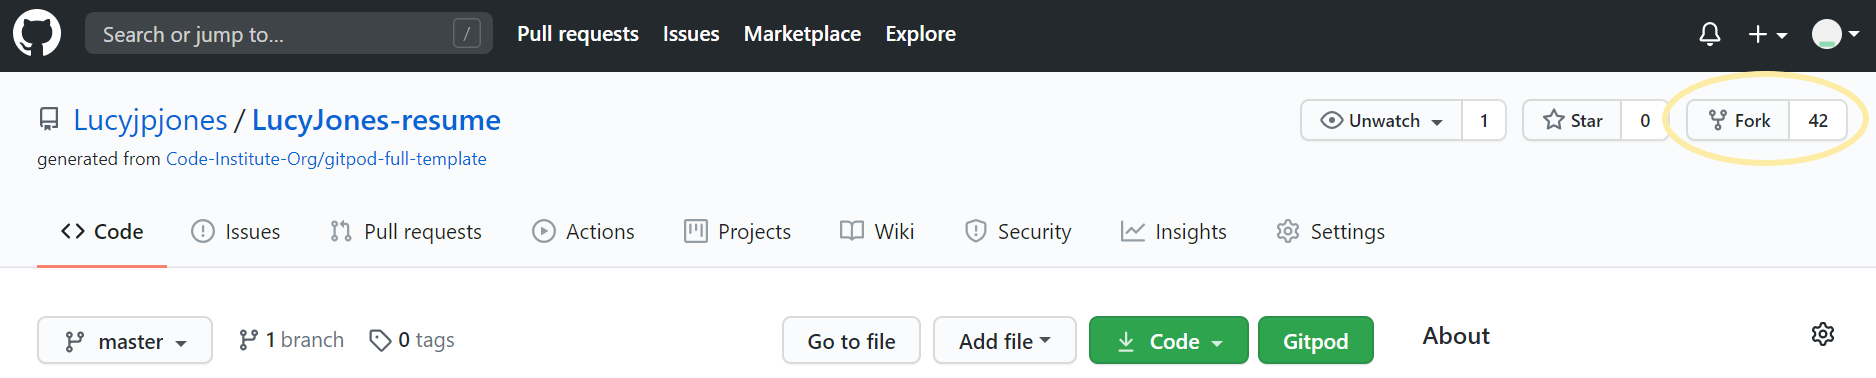 Search or jump to... / Pull requests Issues Marketplace Explore
Lucyjpjones / LucyJones-resume Unwatch 1 Star 0 Fork 42
generated from Code-Institute-Org/gitpod-full-template
Code Issues Pull requests Actions Projects Wiki Security Insights Settings
master 1 branch 0 tags Go to file Add file Code Gitpod About